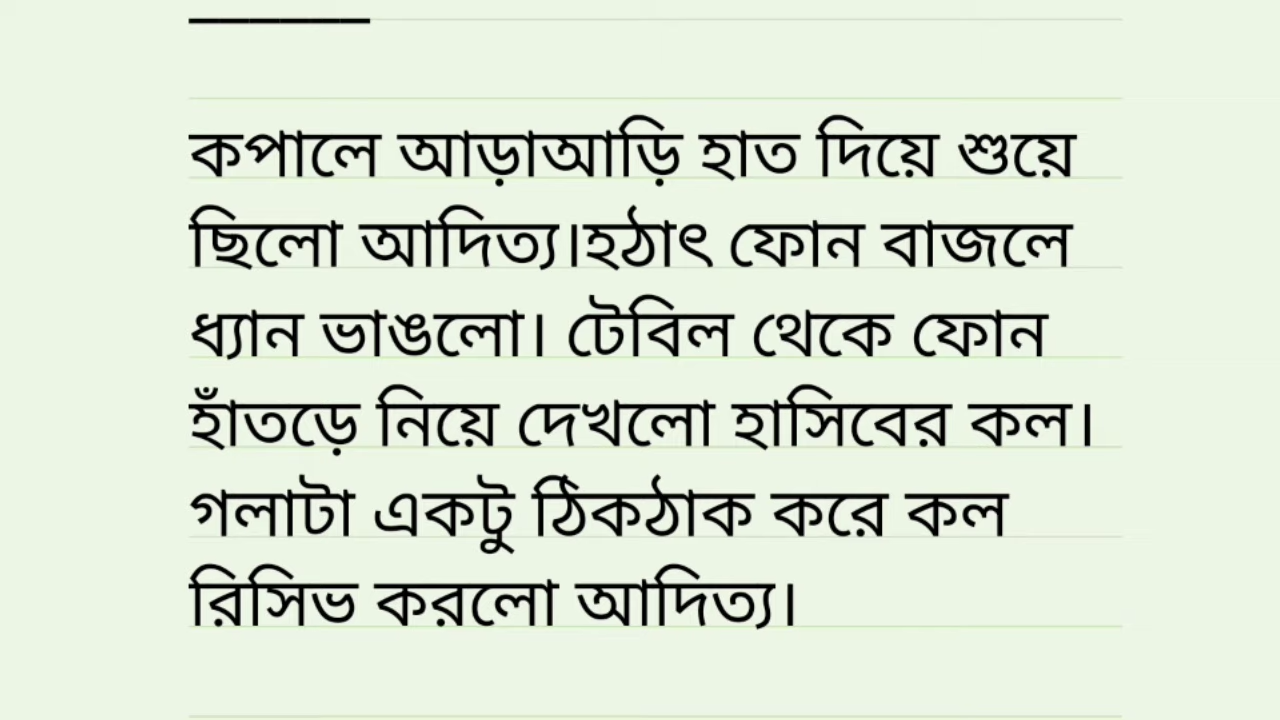 কপালে আড়াআড়ি হাত দিয়ে শুয়ে
ছিলো আদিত্য।হঠাৎ ফোন বাজলে
ধ্যান ভাঙলো। টেবিল থেকে ফোন
হাঁতড়ে নিয়ে দেখলো হাসিবের কল।
গলাটা একটু ঠিকঠাক করে কল
রিসিভ করলো আদিত্য।